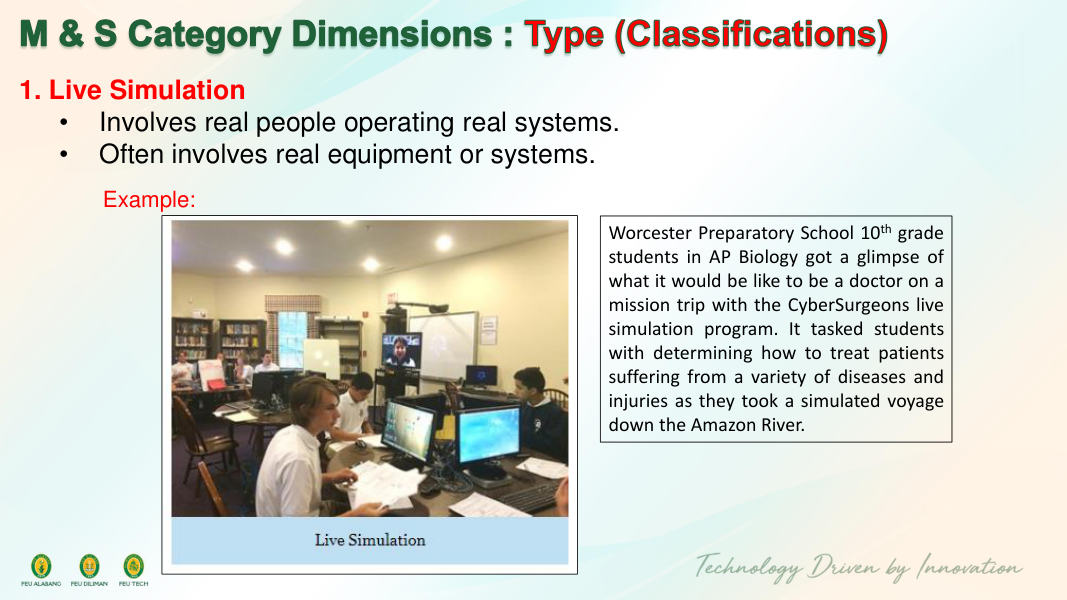 M & S Category Dimensions : Type (Classifications)
1. Live Simulation
• Involves real people operating real systems.
• Often involves real equipment or systems.
Example:
Worcester Preparatory School 10th grade
students in AP Biology got a glimpse of
what it would be like to be a doctor on a
mission trip with the CyberSurgeons live
simulation program. It tasked students
with determining how to treat patients
suffering from a variety of diseases and
injuries as they took a simulated voyage
down the Amazon River.
Live Simulation
FEU ALABANG FEU DILIMAN FEU TECH
Technology Driven by Innovation